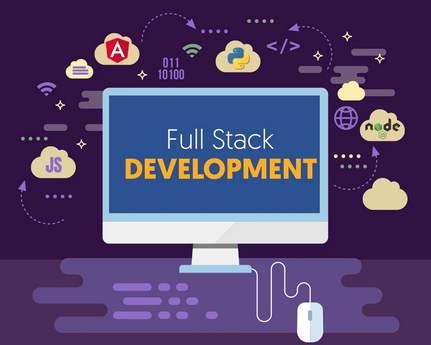 011
10100
</>
node
JS
Full Stack
DEVELOPMENT
A